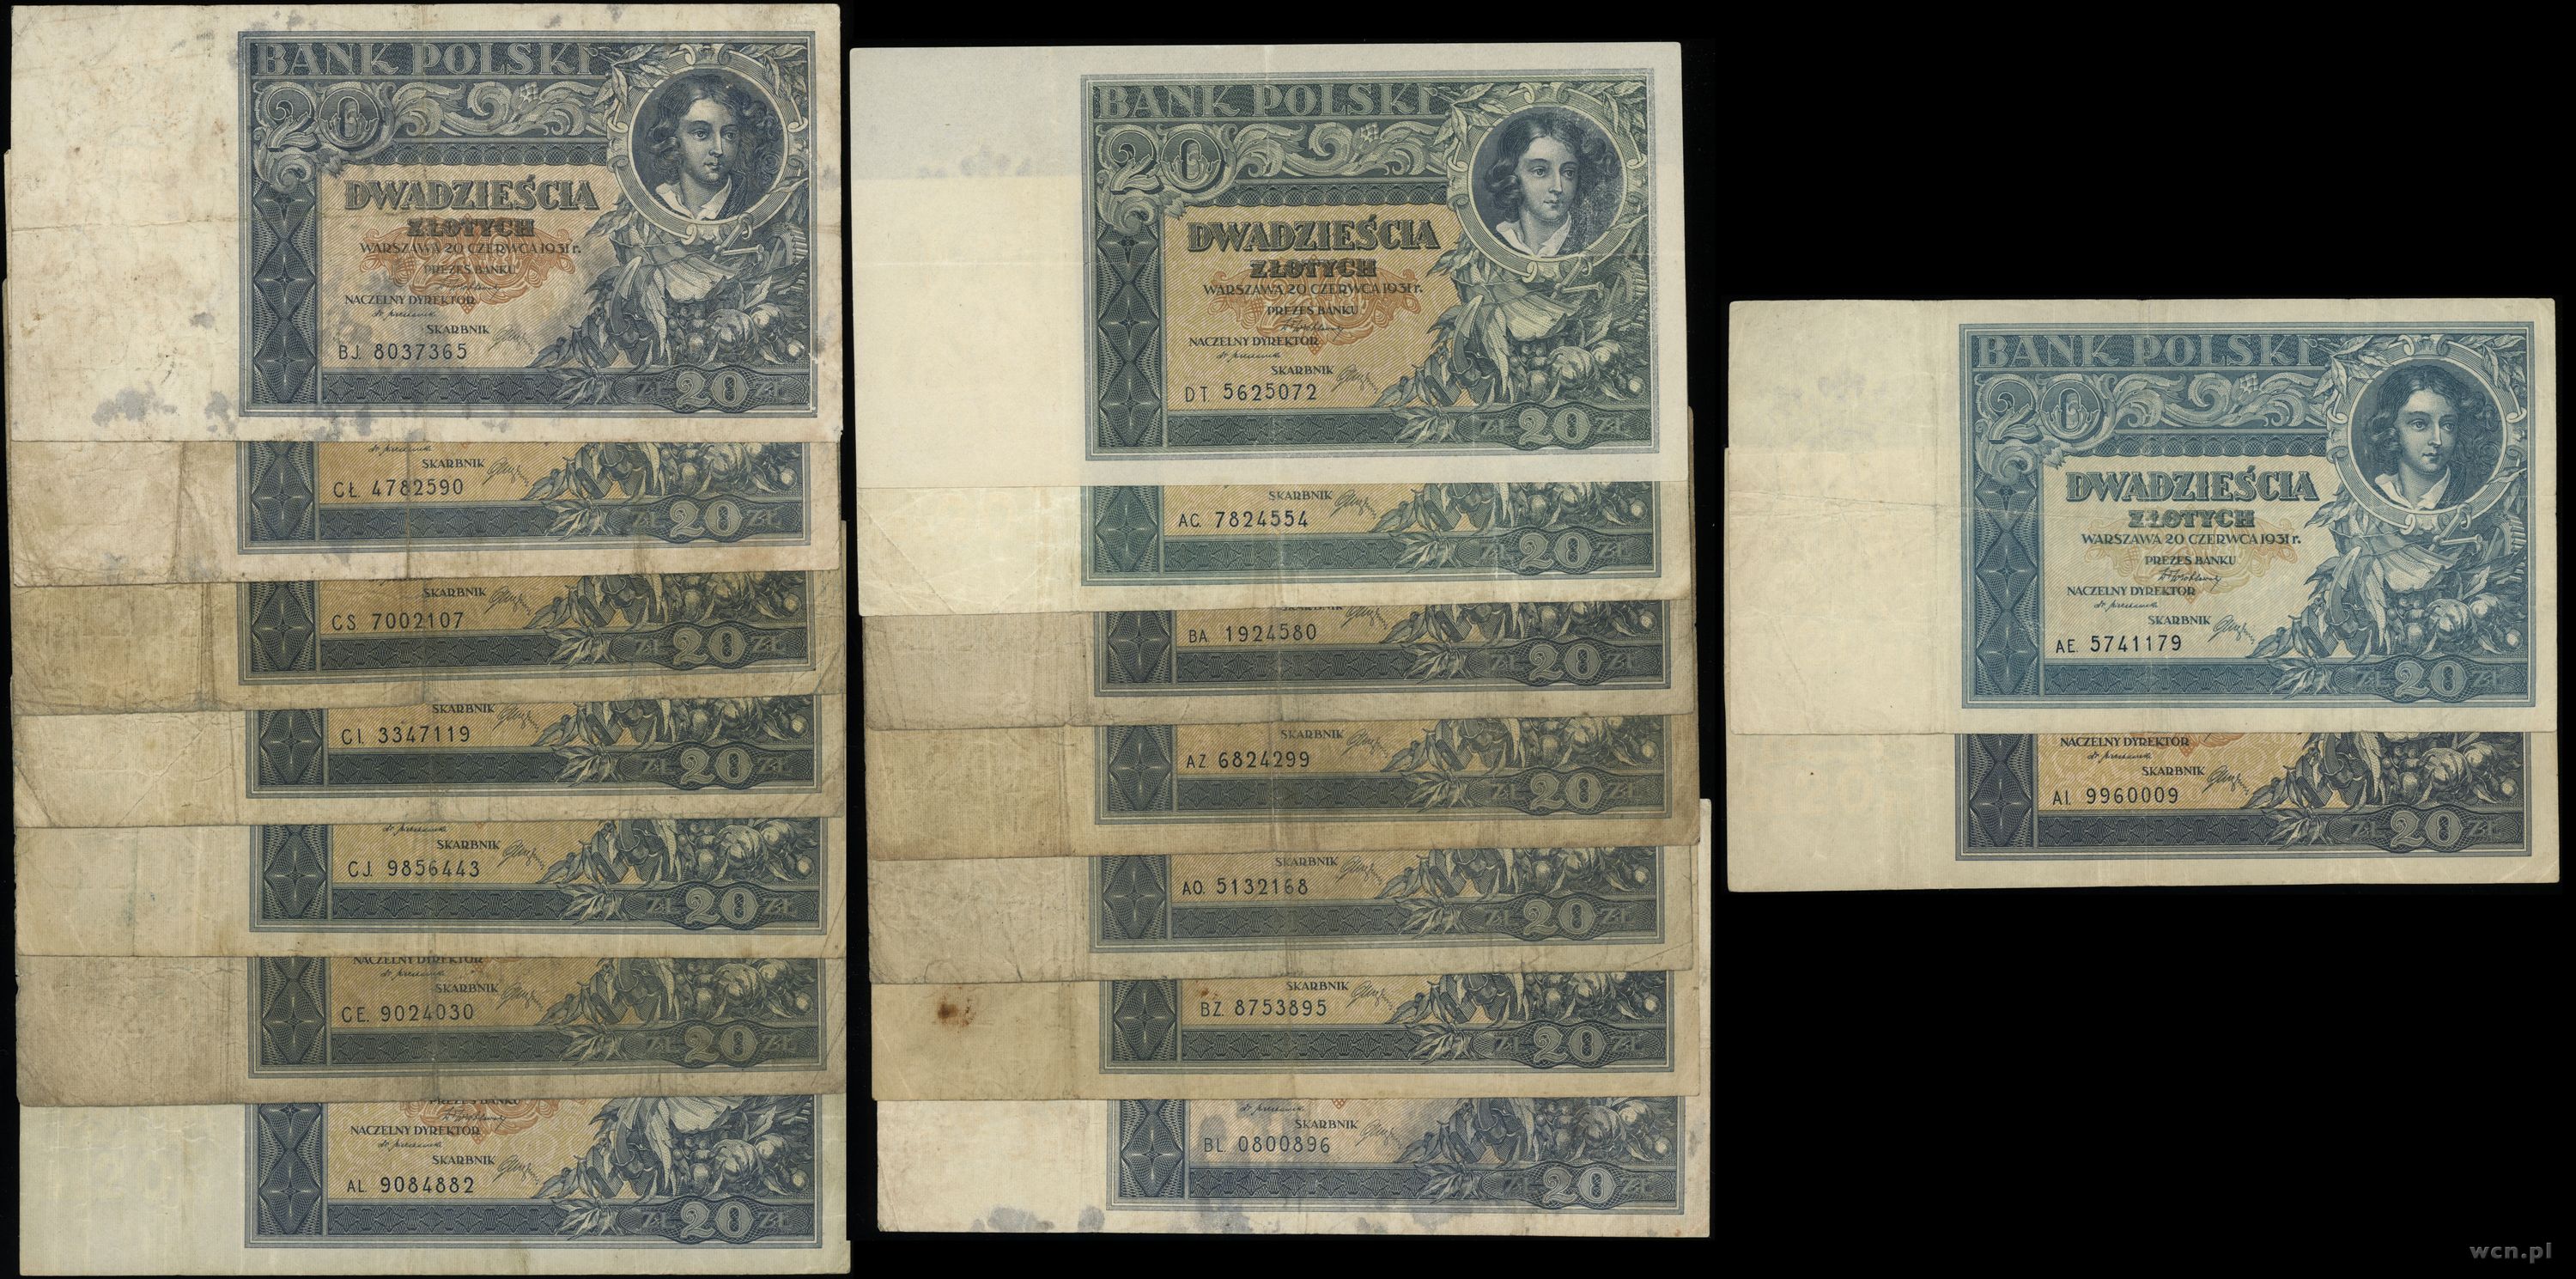 BANK POLSKI
20
DWADZIEŚCIA
ZŁOTYCH
WARSZAWA 20 CZERWCA 1931 r.
PREZES BANKU
NACZELNY DYREKTOR
SKARBNIK
BJ. 8037365
ZŁ 20 ZŁ
SKARBNIK
CŁ. 4782590
ZŁ 20 ZŁ
SKARBNIK
CS. 7002107
ZŁ 20 ZŁ
SKARBNIK
CI. 3347119
ZŁ 20 ZŁ
SKARBNIK
CJ. 9856443
ZŁ 20 ZŁ
NACZELNY DYREKTOR
SKARBNIK
CE. 9024030
ZŁ 20 ZŁ
PREZES BANKU
NACZELNY DYREKTOR
SKARBNIK
AL. 9084882
ZŁ 20 ZŁ
BANK POLSKI
20
DWADZIEŚCIA
ZŁOTYCH
WARSZAWA 20 CZERWCA 1931 r.
PREZES BANKU
NACZELNY DYREKTOR
SKARBNIK
DT. 5625072
ZŁ 20 ZŁ
SKARBNIK
AC. 7824554
ZŁ 20 ZŁ
SKARBNIK
BA. 1924580
ZŁ 20 ZŁ
SKARBNIK
AZ. 6824299
ZŁ 20 ZŁ
SKARBNIK
AO. 5132168
ZŁ 20 ZŁ
SKARBNIK
BZ. 8753895
ZŁ 20 ZŁ
SKARBNIK
BL. 0800896
ZŁ 20 ZŁ
BANK POLSKI
20
DWADZIEŚCIA
ZŁOTYCH
WARSZAWA 20 CZERWCA 1931 r.
PREZES BANKU
NACZELNY DYREKTOR
SKARBNIK
AE. 5741179
ZŁ 20 ZŁ
NACZELNY DYREKTOR
SKARBNIK
AI. 9960009
ZŁ 20 ZŁ
wcn.pl